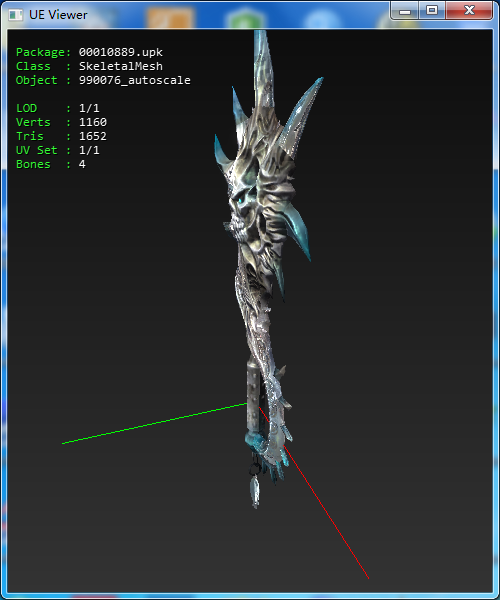 UE Viewer
Package: 00010889.upk
Class : SkeletalMesh
Object : 990076_autoscale
LOD : 1/1
Verts : 1160
Tris : 1652
UV Set : 1/1
Bones : 4